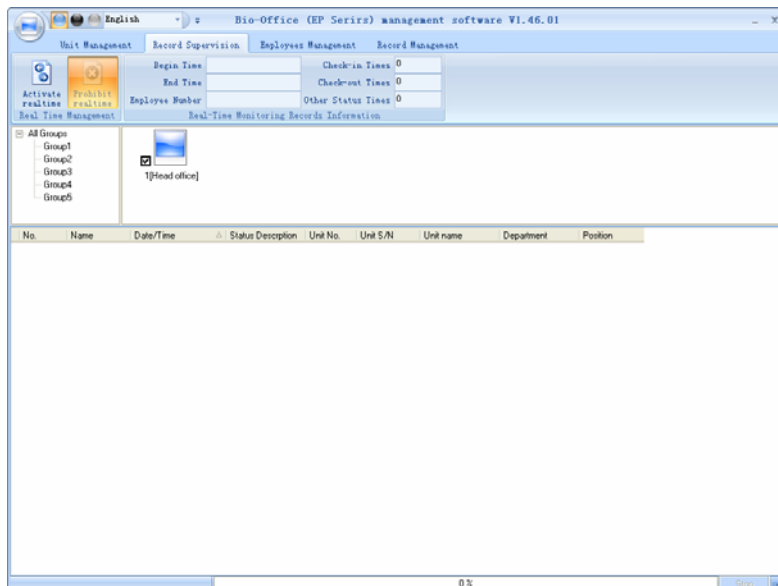 English Bio-Office (EP Serirs) management software V1.46.01
Unit Management Record Supervision Employees Management Record Management
Begin Time Check-in Times 0
End Time Check-out Times 0
Employee Number Other Status Times 0
Activate realtime
Prohibit realtime
Real Time Management Real-Time Monitoring Records Information
All Groups
Group1
Group2
Group3
Group4
Group5
1[Head office]
No. Name Date/Time Status Descrption Unit No. Unit S/N Unit name Department Position
0 % Stop